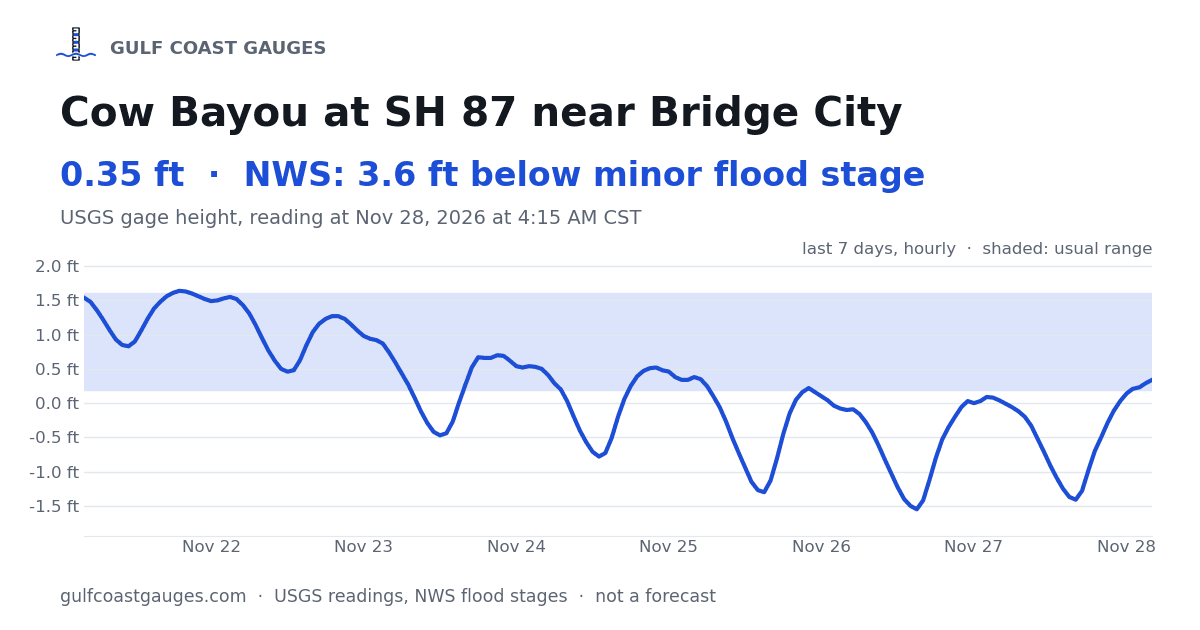 GULF COAST GAUGES
Cow Bayou at SH 87 near Bridge City
0.35 ft · NWS: 3.6 ft below minor flood stage
USGS gage height, reading at Nov 28, 2026 at 4:15 AM CST
last 7 days, hourly · shaded: usual range
2.0 ft
1.5 ft
1.0 ft
0.5 ft
0.0 ft
-0.5 ft
-1.0 ft
-1.5 ft
Nov 22 Nov 23 Nov 24 Nov 25 Nov 26 Nov 27 Nov 28
gulfcoastgauges.com · USGS readings, NWS flood stages · not a forecast